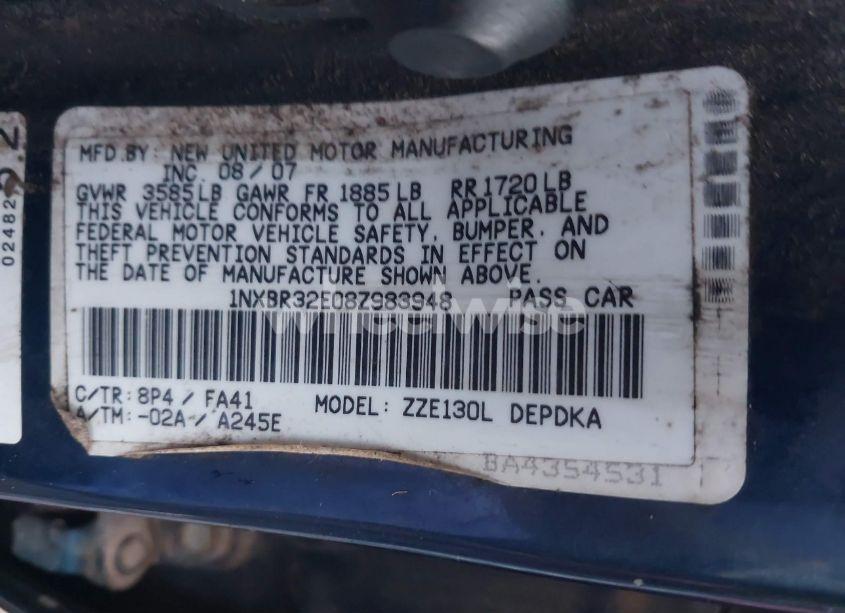 MFD.BY: NEW UNITED MOTOR MANUFACTURING
INC. 08/07
GVWR 3585LB GAWR FR 1885LB RR1720LB
THIS VEHICLE CONFORMS TO ALL APPLICABLE
FEDERAL MOTOR VEHICLE SAFETY, BUMPER, AND
THEFT PREVENTION STANDARDS IN EFFECT ON
THE DATE OF MANUFACTURE SHOWN ABOVE.
1NXBR32E08Z983948 PASS CAR
wheelwise
C/TR: 8P4 / FA41
A/TM: -02A / A245E
MODEL: ZZE130L DEPDKA
BA4354531